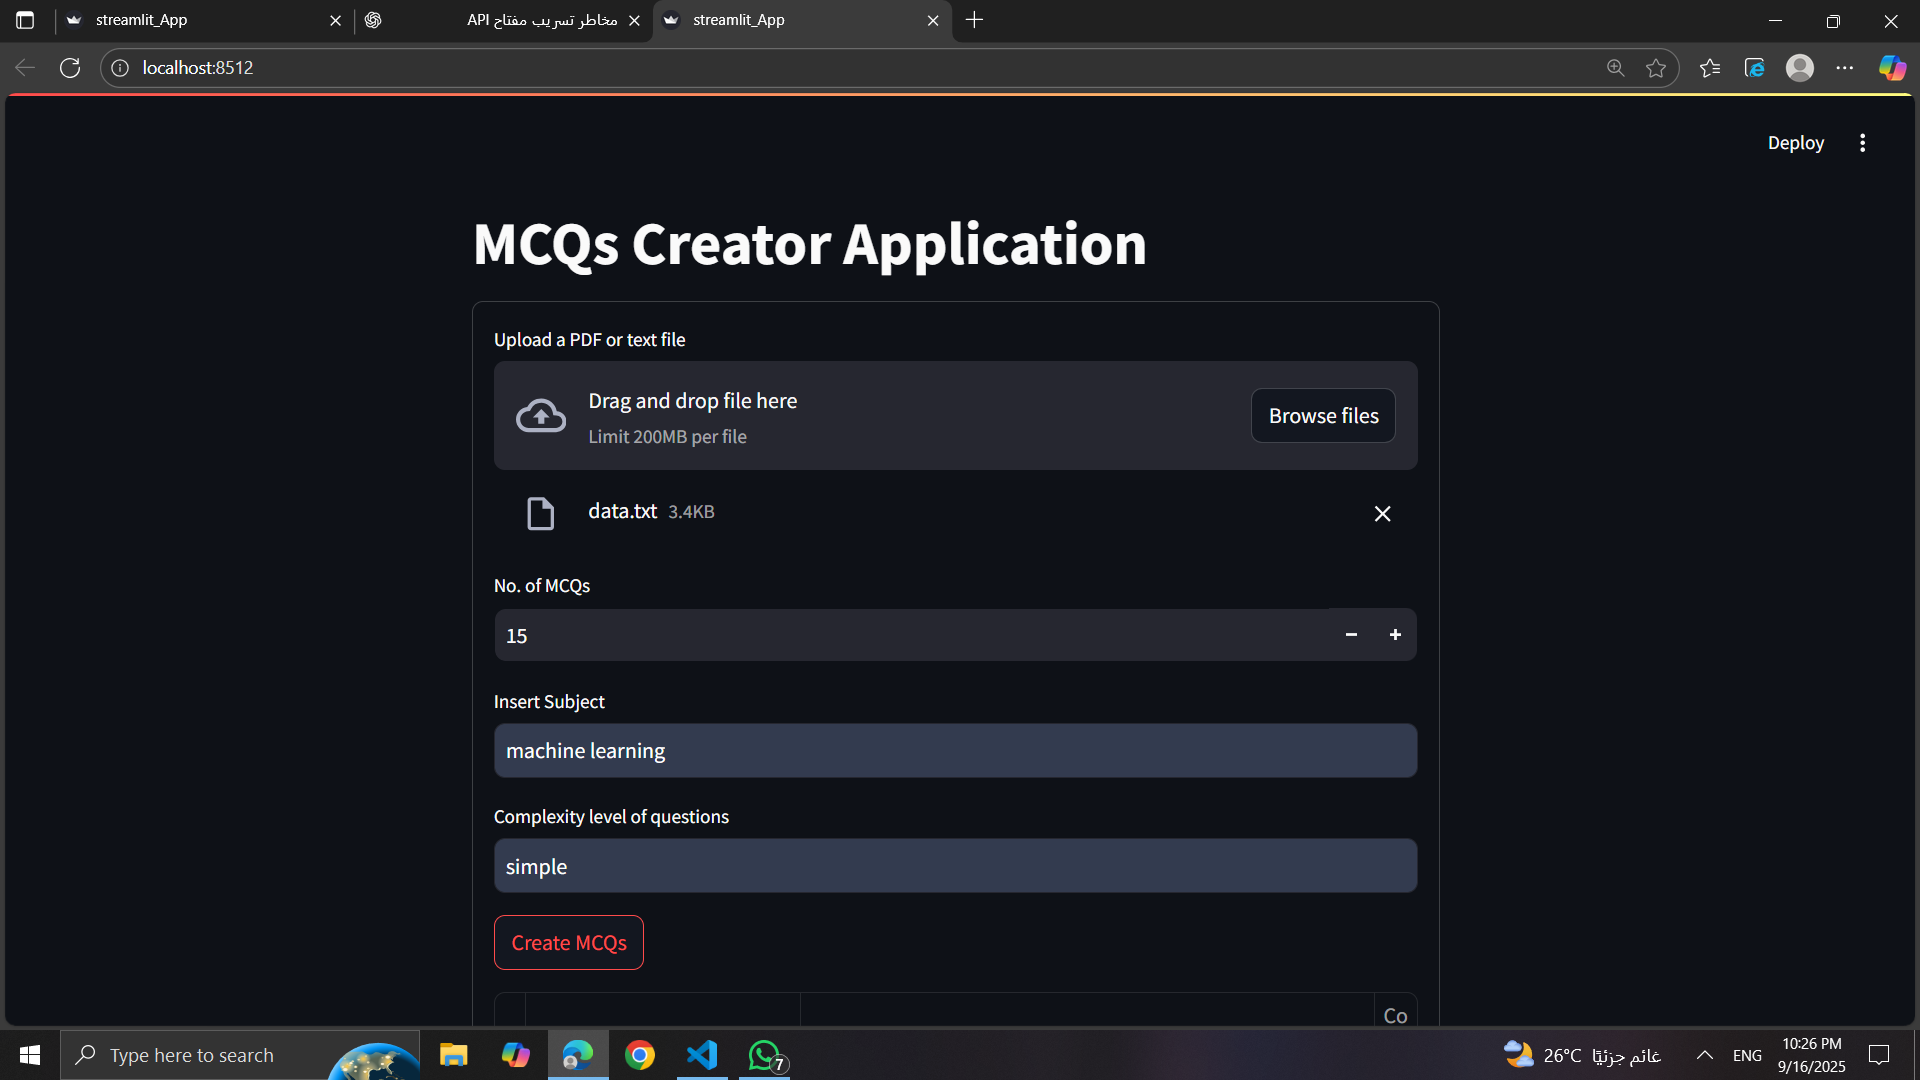 streamlit_App
مخاطر تسريب مفتاح API
streamlit_App
localhost:8512
Deploy
MCQs Creator Application
Upload a PDF or text file
Drag and drop file here
Limit 200MB per file
Browse files
data.txt 3.4KB
No. of MCQs
15
Insert Subject
machine learning
Complexity level of questions
simple
Create MCQs
Co
Type here to search
7
26°C غائم جزئيًا
ENG
10:26 PM
9/16/2025